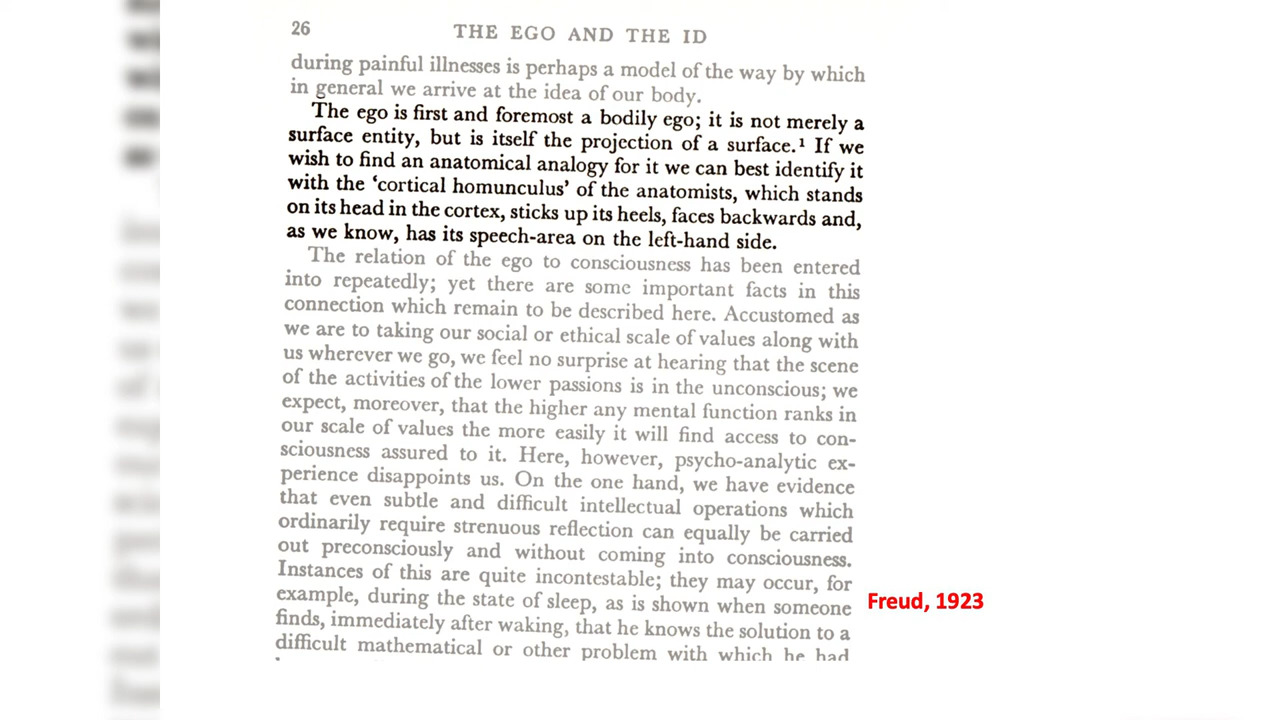 26 THE EGO AND THE ID
during painful illnesses is perhaps a model of the way by which
in general we arrive at the idea of our body.
The ego is first and foremost a bodily ego; it is not merely a
surface entity, but is itself the projection of a surface.¹ If we
wish to find an anatomical analogy for it we can best identify it
with the ‘cortical homunculus’ of the anatomists, which stands
on its head in the cortex, sticks up its heels, faces backwards and,
as we know, has its speech-area on the left-hand side.
The relation of the ego to consciousness has been entered
into repeatedly; yet there are some important facts in this
connection which remain to be described here. Accustomed as
we are to taking our social or ethical scale of values along with
us wherever we go, we feel no surprise at hearing that the scene
of the activities of the lower passions is in the unconscious; we
expect, moreover, that the higher any mental function ranks in
our scale of values the more easily it will find access to con-
sciousness assured to it. Here, however, psycho-analytic ex-
perience disappoints us. On the one hand, we have evidence
that even subtle and difficult intellectual operations which
ordinarily require strenuous reflection can equally be carried
out preconsciously and without coming into consciousness.
Instances of this are quite incontestable; they may occur, for
example, during the state of sleep, as is shown when someone
finds, immediately after waking, that he knows the solution to a
difficult mathematical or other problem with which he had
Freud, 1923